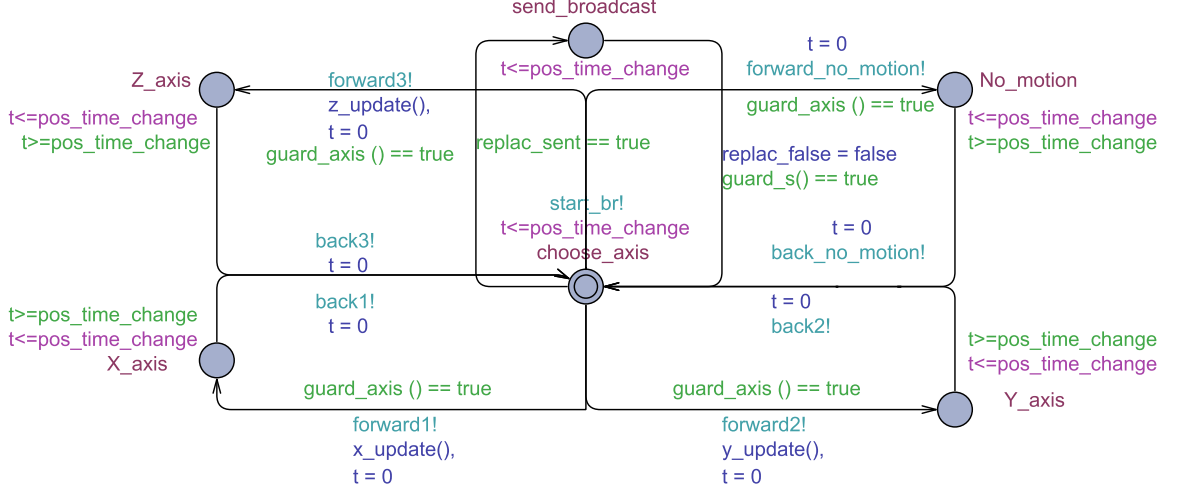 send_broadcast
t<=pos_time_change
t = 0
forward_no_motion!
guard_axis () == true
No_motion
t<=pos_time_change
t>=pos_time_change
Z_axis
t<=pos_time_change
t>=pos_time_change
forward3!
z_update(),
t = 0
guard_axis () == true
replac_sent == true
replac_false = false
guard_s() == true
start_br!
t<=pos_time_change
choose_axis
t = 0
back_no_motion!
back3!
t = 0
back1!
t = 0
t = 0
back2!
t>=pos_time_change
t<=pos_time_change
X_axis
t>=pos_time_change
t<=pos_time_change
Y_axis
guard_axis () == true
forward1!
x_update(),
t = 0
guard_axis () == true
forward2!
y_update(),
t = 0